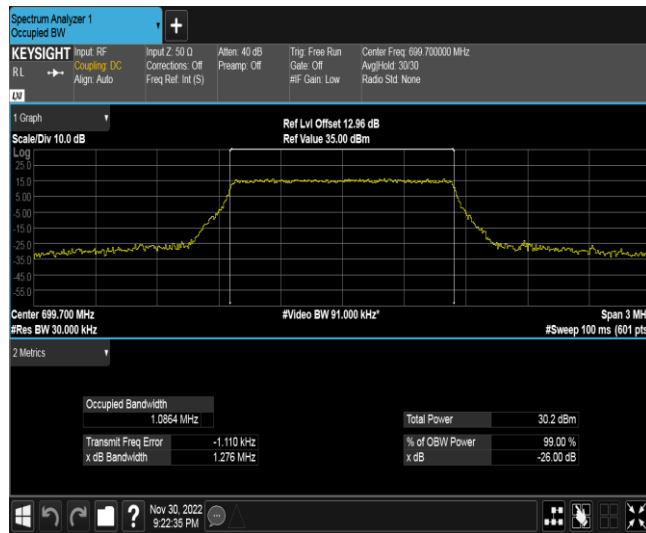 Spectrum Analyzer 1
Occupied BW
+
KEYSIGHT
RL
LXI
Input: RF
Coupling: DC
Align: Auto
Input Z: 50 Ω
Corrections: Off
Freq Ref: Int (S)
Atten: 40 dB
Preamp: Off
Trig: Free Run
Gate: Off
#IF Gain: Low
Center Freq: 699.700000 MHz
Avg|Hold: 30/30
Radio Std: None
1 Graph
Scale/Div 10.0 dB
Ref Lvl Offset 12.96 dB
Ref Value 35.00 dBm
Log
25.0
15.0
5.00
-5.00
-15.0
-25.0
-35.0
-45.0
-55.0
Center 699.700 MHz
#Res BW 30.000 kHz
#Video BW 91.000 kHz*
Span 3 MH
#Sweep 100 ms (601 pts
2 Metrics
Occupied Bandwidth
1.0864 MHz
Transmit Freq Error -1.110 kHz
x dB Bandwidth 1.276 MHz
Total Power 30.2 dBm
% of OBW Power 99.00 %
x dB -26.00 dB
?
Nov 30, 2022
9:22:35 PM